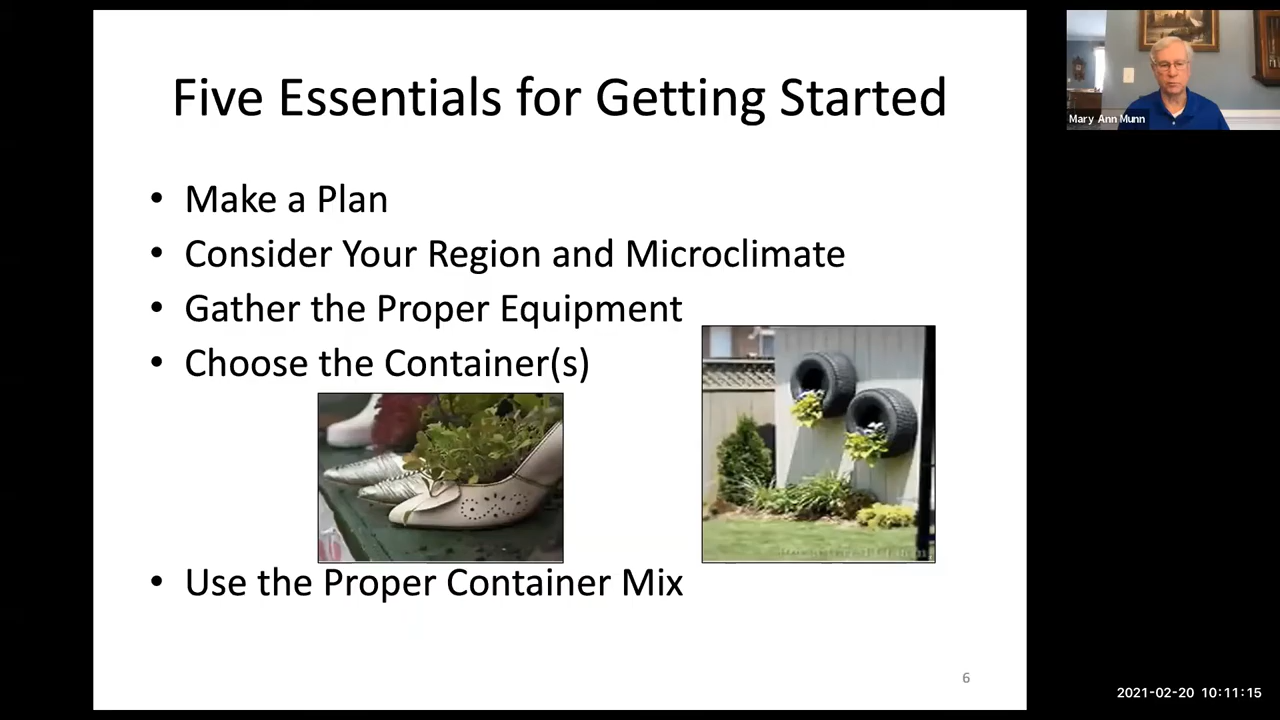 Five Essentials for Getting Started
• Make a Plan
• Consider Your Region and Microclimate
• Gather the Proper Equipment
• Choose the Container(s)
• Use the Proper Container Mix
6
Mary Ann Munn
2021-02-20 10:11:15